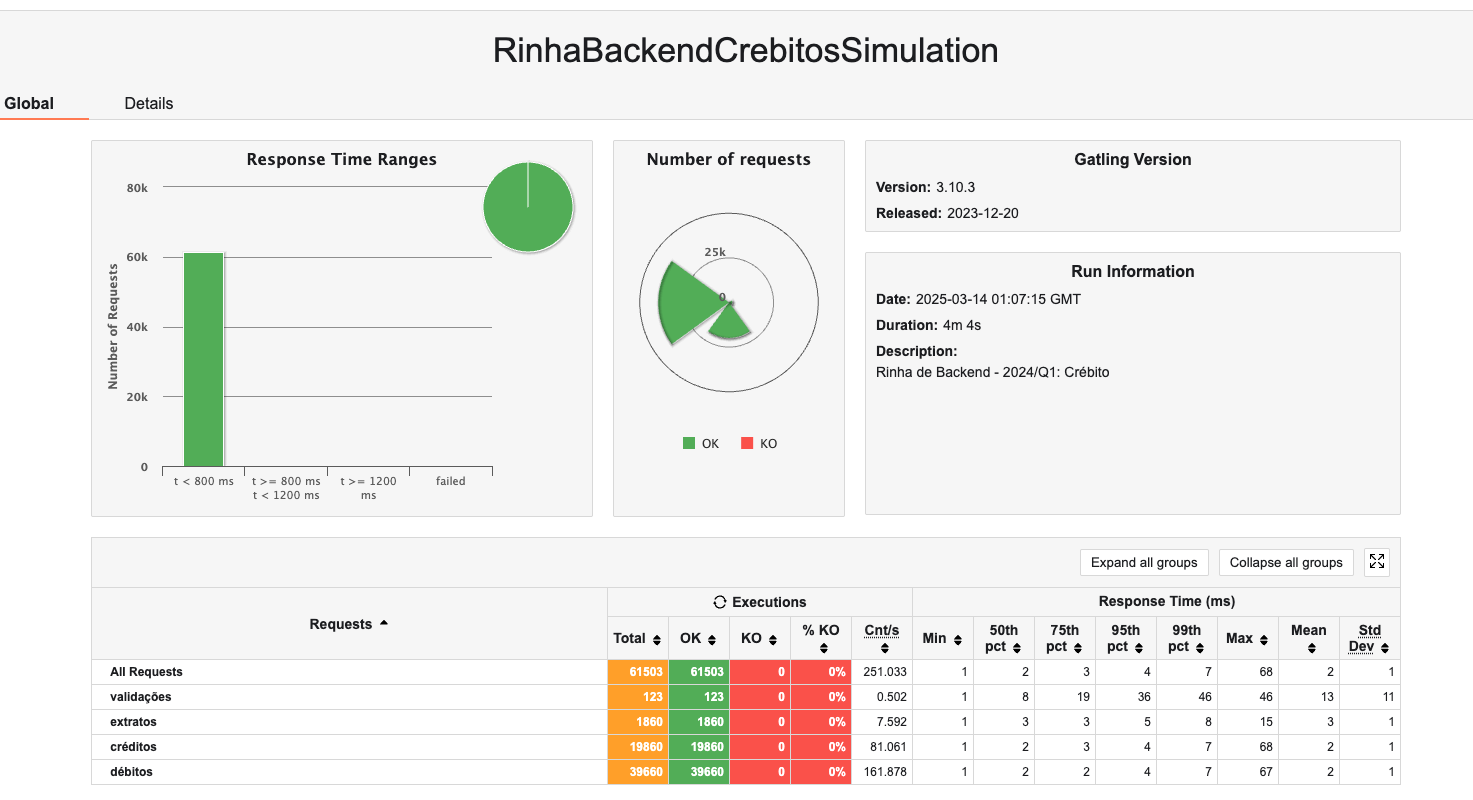 RinhaBackendCrebitosSimulation
Global Details
Response Time Ranges
80k
60k
40k
20k
0
Number of Requests
t < 800 ms t >= 800 ms t >= 1200 failed
t < 1200 ms ms
Number of requests
25k
0
OK KO
Gatling Version
Version: 3.10.3
Released: 2023-12-20
Run Information
Date: 2025-03-14 01:07:15 GMT
Duration: 4m 4s
Description:
Rinha de Backend - 2024/Q1: Crébito
Expand all groups Collapse all groups
Requests Executions Response Time (ms)
Total OK KO % KO Cnt/s Min 50th pct 75th pct 95th pct 99th pct Max Mean Std Dev
All Requests 61503 61503 0 0% 251.033 1 2 3 4 7 68 2 1
validações 123 123 0 0% 0.502 1 8 19 36 46 46 13 11
extratos 1860 1860 0 0% 7.592 1 3 3 5 8 15 3 1
créditos 19860 19860 0 0% 81.061 1 2 3 4 7 68 2 1
débitos 39660 39660 0 0% 161.878 1 2 2 4 7 67 2 1